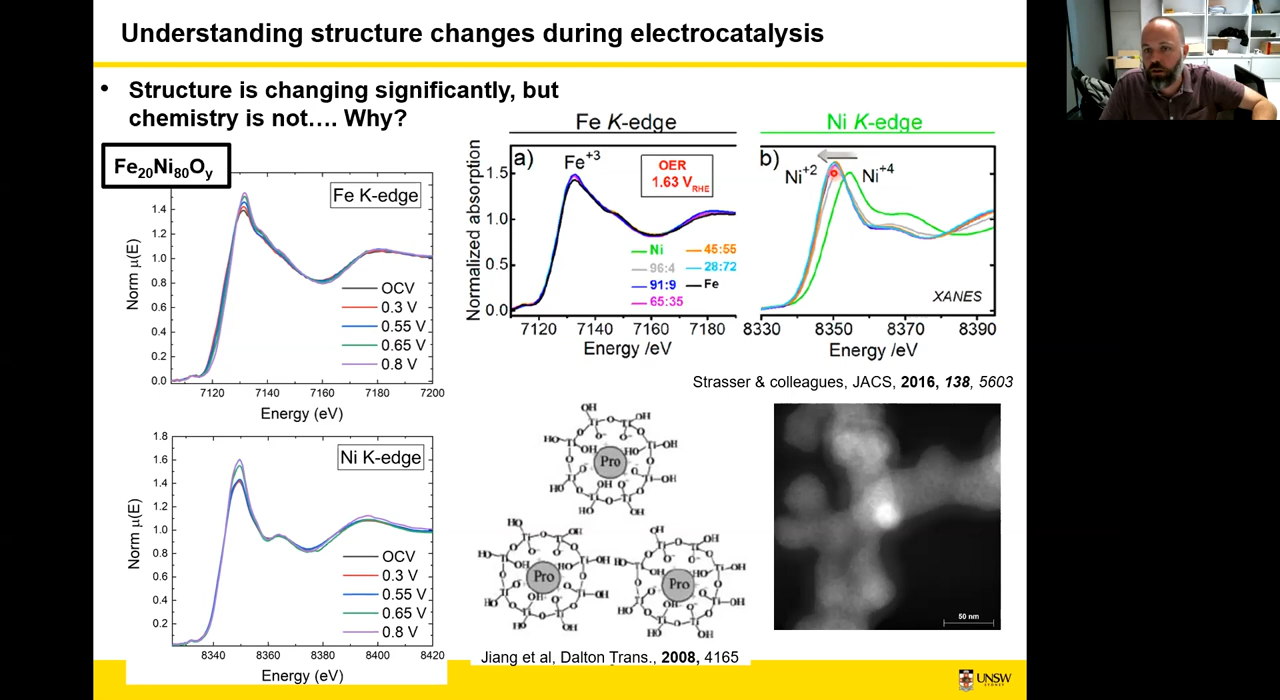 Understanding structure changes during electrocatalysis
• Structure is changing significantly, but
chemistry is not…. Why?
Fe20Ni80Oy
Fe K-edge
Norm μ(E)
1.4
1.2
1.0
0.8
0.6
0.4
0.2
0.0
OCV
0.3 V
0.55 V
0.65 V
0.8 V
7120 7140 7160 7180 7200
Energy (eV)
Ni K-edge
Norm μ(E)
1.8
1.6
1.4
1.2
1.0
0.8
0.6
0.4
0.2
OCV
0.3 V
0.55 V
0.65 V
0.8 V
8340 8360 8380 8400 8420
Energy (eV)
Fe K-edge
a)
Fe+3
OER
1.63 VRHE
Normalized absorption
1.5
1.0
0.5
0.0
Ni
96:4
91:9
65:35
45:55
28:72
Fe
7120 7140 7160 7180
Energy /eV
Ni K-edge
b)
Ni+2
Ni+4
XANES
8330 8350 8370 8390
Energy /eV
Strasser & colleagues, JACS, 2016, 138, 5603
Pro
Pro
Pro
Jiang et al, Dalton Trans., 2008, 4165
50 nm
UNSW
SYDNEY